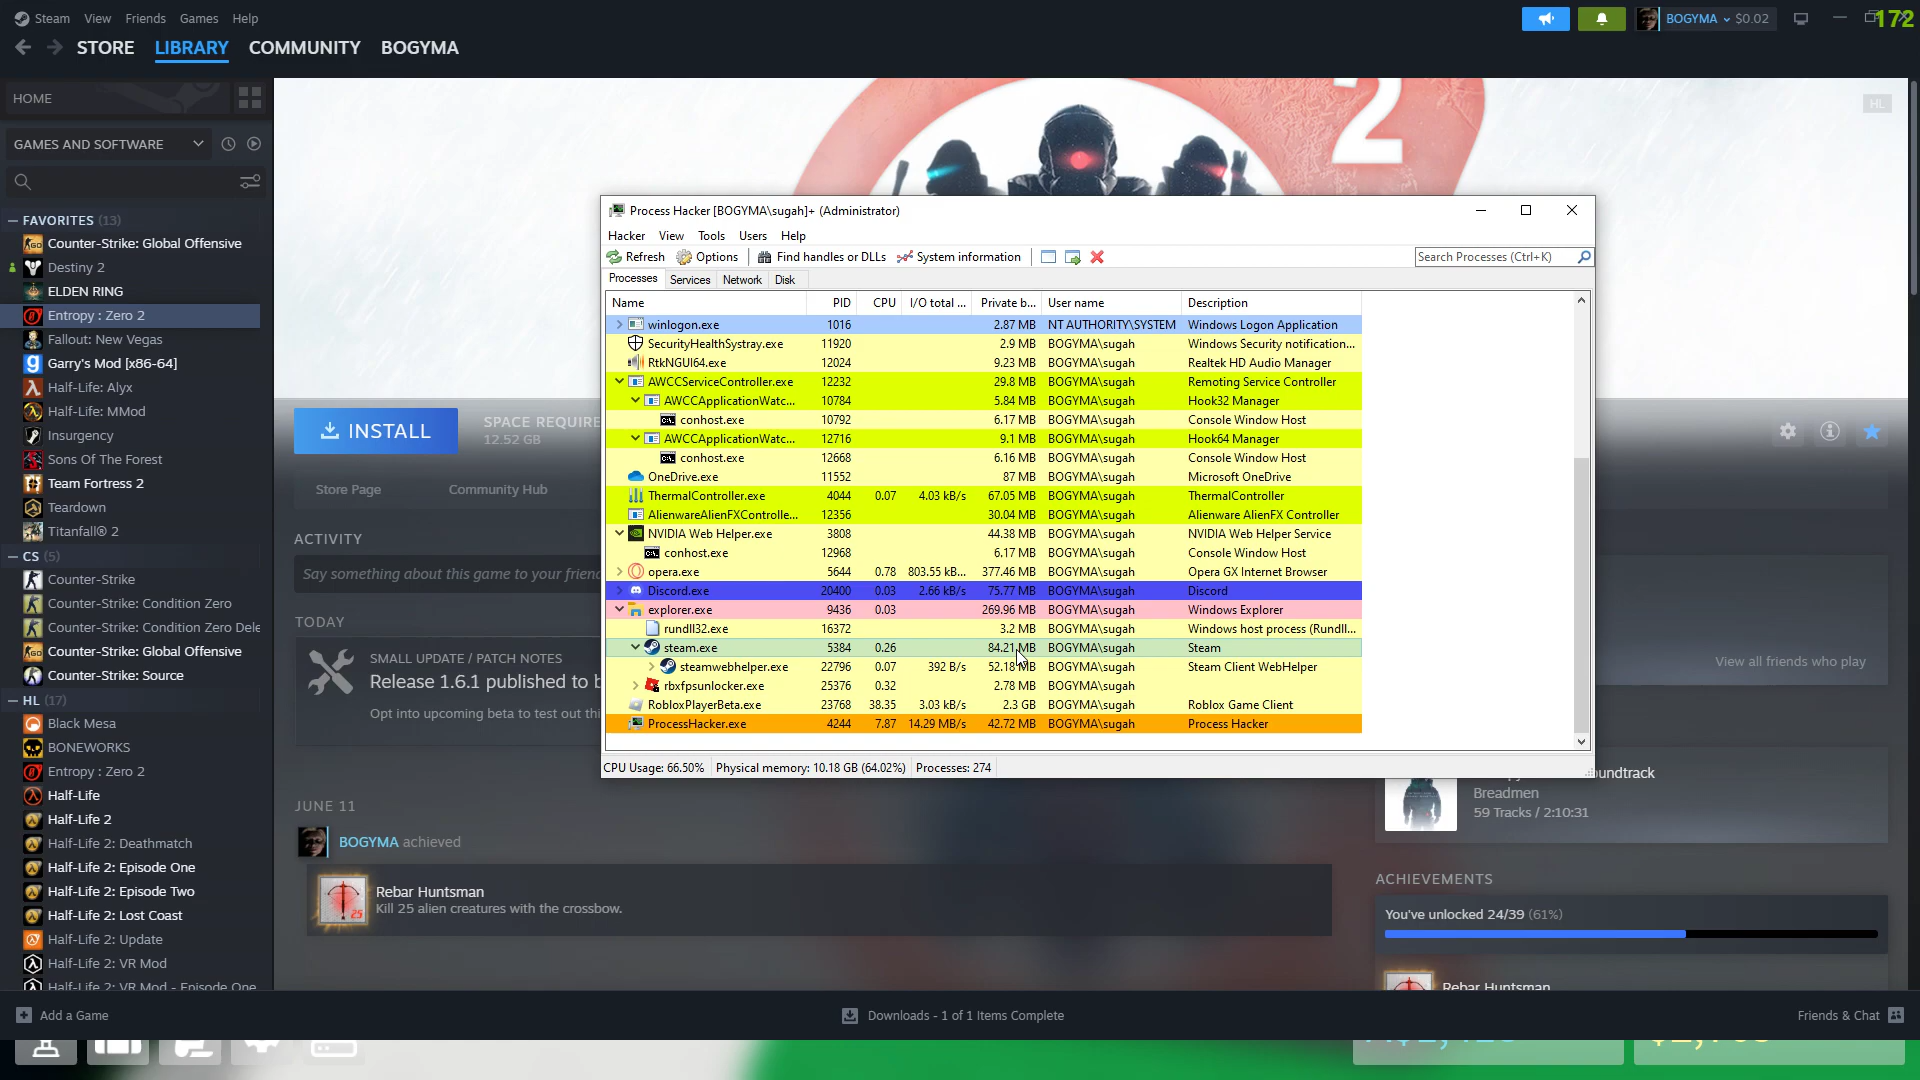 Steam View Friends Games Help
BOGYMA $0.02
172
STORE LIBRARY COMMUNITY BOGYMA
HOME
GAMES AND SOFTWARE
FAVORITES (13)
Counter-Strike: Global Offensive
Destiny 2
ELDEN RING
Entropy : Zero 2
Fallout: New Vegas
Garry's Mod [x86-64]
Half-Life: Alyx
Half-Life: MMod
Insurgency
Sons Of The Forest
Team Fortress 2
Teardown
Titanfall® 2
CS (5)
Counter-Strike
Counter-Strike: Condition Zero
Counter-Strike: Condition Zero Dele
Counter-Strike: Global Offensive
Counter-Strike: Source
HL (17)
Black Mesa
BONEWORKS
Entropy : Zero 2
Half-Life
Half-Life 2
Half-Life 2: Deathmatch
Half-Life 2: Episode One
Half-Life 2: Episode Two
Half-Life 2: Lost Coast
Half-Life 2: Update
Half-Life 2: VR Mod
Half-Life 2: VR Mod - Episode One
2
HL
INSTALL
SPACE REQUIRE
12.52 GB
Store Page Community Hub
ACTIVITY
Say something about this game to your frien
TODAY
SMALL UPDATE / PATCH NOTES
Release 1.6.1 published to b
Opt into upcoming beta to test out thi
JUNE 11
BOGYMA achieved
25
Rebar Huntsman
Kill 25 alien creatures with the crossbow.
Process Hacker [BOGYMA\sugah]+ (Administrator)
Hacker View Tools Users Help
Refresh Options Find handles or DLLs System information Search Processes (Ctrl+K)
Processes Services Network Disk
Name PID CPU I/O total ... Private b... User name Description
winlogon.exe 1016 2.87 MB NT AUTHORITY\SYSTEM Windows Logon Application
SecurityHealthSystray.exe 11920 2.9 MB BOGYMA\sugah Windows Security notification...
RtkNGUI64.exe 12024 9.23 MB BOGYMA\sugah Realtek HD Audio Manager
AWCCServiceController.exe 12232 29.8 MB BOGYMA\sugah Remoting Service Controller
AWCCApplicationWatc... 10784 5.84 MB BOGYMA\sugah Hook32 Manager
conhost.exe 10792 6.17 MB BOGYMA\sugah Console Window Host
AWCCApplicationWatc... 12716 9.1 MB BOGYMA\sugah Hook64 Manager
conhost.exe 12668 6.16 MB BOGYMA\sugah Console Window Host
OneDrive.exe 11552 87 MB BOGYMA\sugah Microsoft OneDrive
ThermalController.exe 4044 0.07 4.03 kB/s 67.05 MB BOGYMA\sugah ThermalController
AlienwareAlienFXControlle... 12356 30.04 MB BOGYMA\sugah Alienware AlienFX Controller
NVIDIA Web Helper.exe 3808 44.38 MB BOGYMA\sugah NVIDIA Web Helper Service
conhost.exe 12968 6.17 MB BOGYMA\sugah Console Window Host
opera.exe 5644 0.78 803.55 kB... 377.46 MB BOGYMA\sugah Opera GX Internet Browser
Discord.exe 20400 0.03 2.66 kB/s 75.77 MB BOGYMA\sugah Discord
explorer.exe 9436 0.03 269.96 MB BOGYMA\sugah Windows Explorer
rundll32.exe 16372 3.2 MB BOGYMA\sugah Windows host process (Rundll...
steam.exe 5384 0.26 84.21 MB BOGYMA\sugah Steam
steamwebhelper.exe 22796 0.07 392 B/s 52.18 MB BOGYMA\sugah Steam Client WebHelper
rbxfpsunlocker.exe 25376 0.32 2.78 MB BOGYMA\sugah
RobloxPlayerBeta.exe 23768 38.35 3.03 kB/s 2.3 GB BOGYMA\sugah Roblox Game Client
ProcessHacker.exe 4244 7.87 14.29 MB/s 42.72 MB BOGYMA\sugah Process Hacker
CPU Usage: 66.50% Physical memory: 10.18 GB (64.02%) Processes: 274
View all friends who play
oundtrack
Breadmen
59 Tracks / 2:10:31
ACHIEVEMENTS
You've unlocked 24/39 (61%)
Rebar Huntsman
Add a Game
Downloads - 1 of 1 Items Complete
Friends & Chat